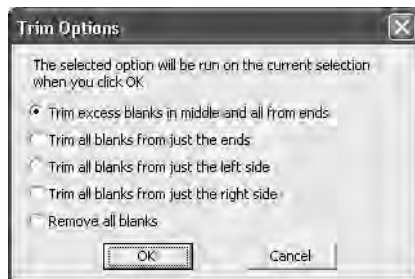 Trim Options
The selected option will be run on the current selection
when you click OK
Trim excess blanks in middle and all from ends
Trim all blanks from just the ends
Trim all blanks from just the left side
Trim all blanks from just the right side
Remove all blanks
OK Cancel